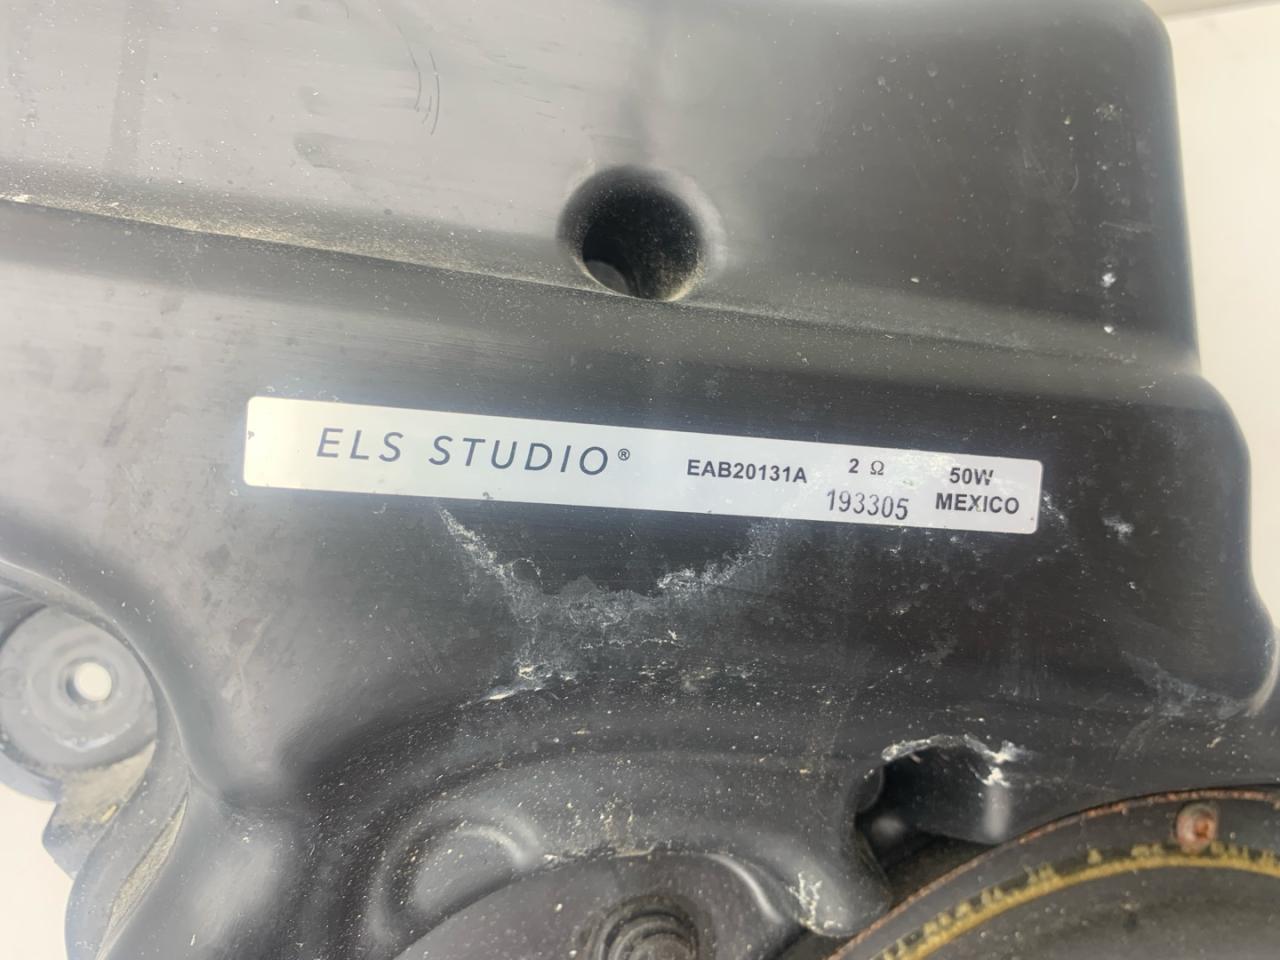 ELS STUDIO® EAB20131A 2 Ω 50W
193305 MEXICO